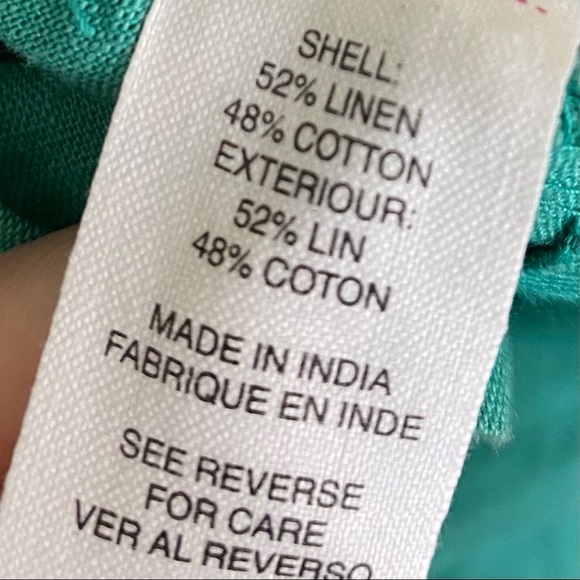 SHELL:
52% LINEN
48% COTTON
EXTERIOUR:
52% LIN
48% COTON
MADE IN INDIA
FABRIQUE EN INDE
SEE REVERSE
FOR CARE
VER AL REVERSO